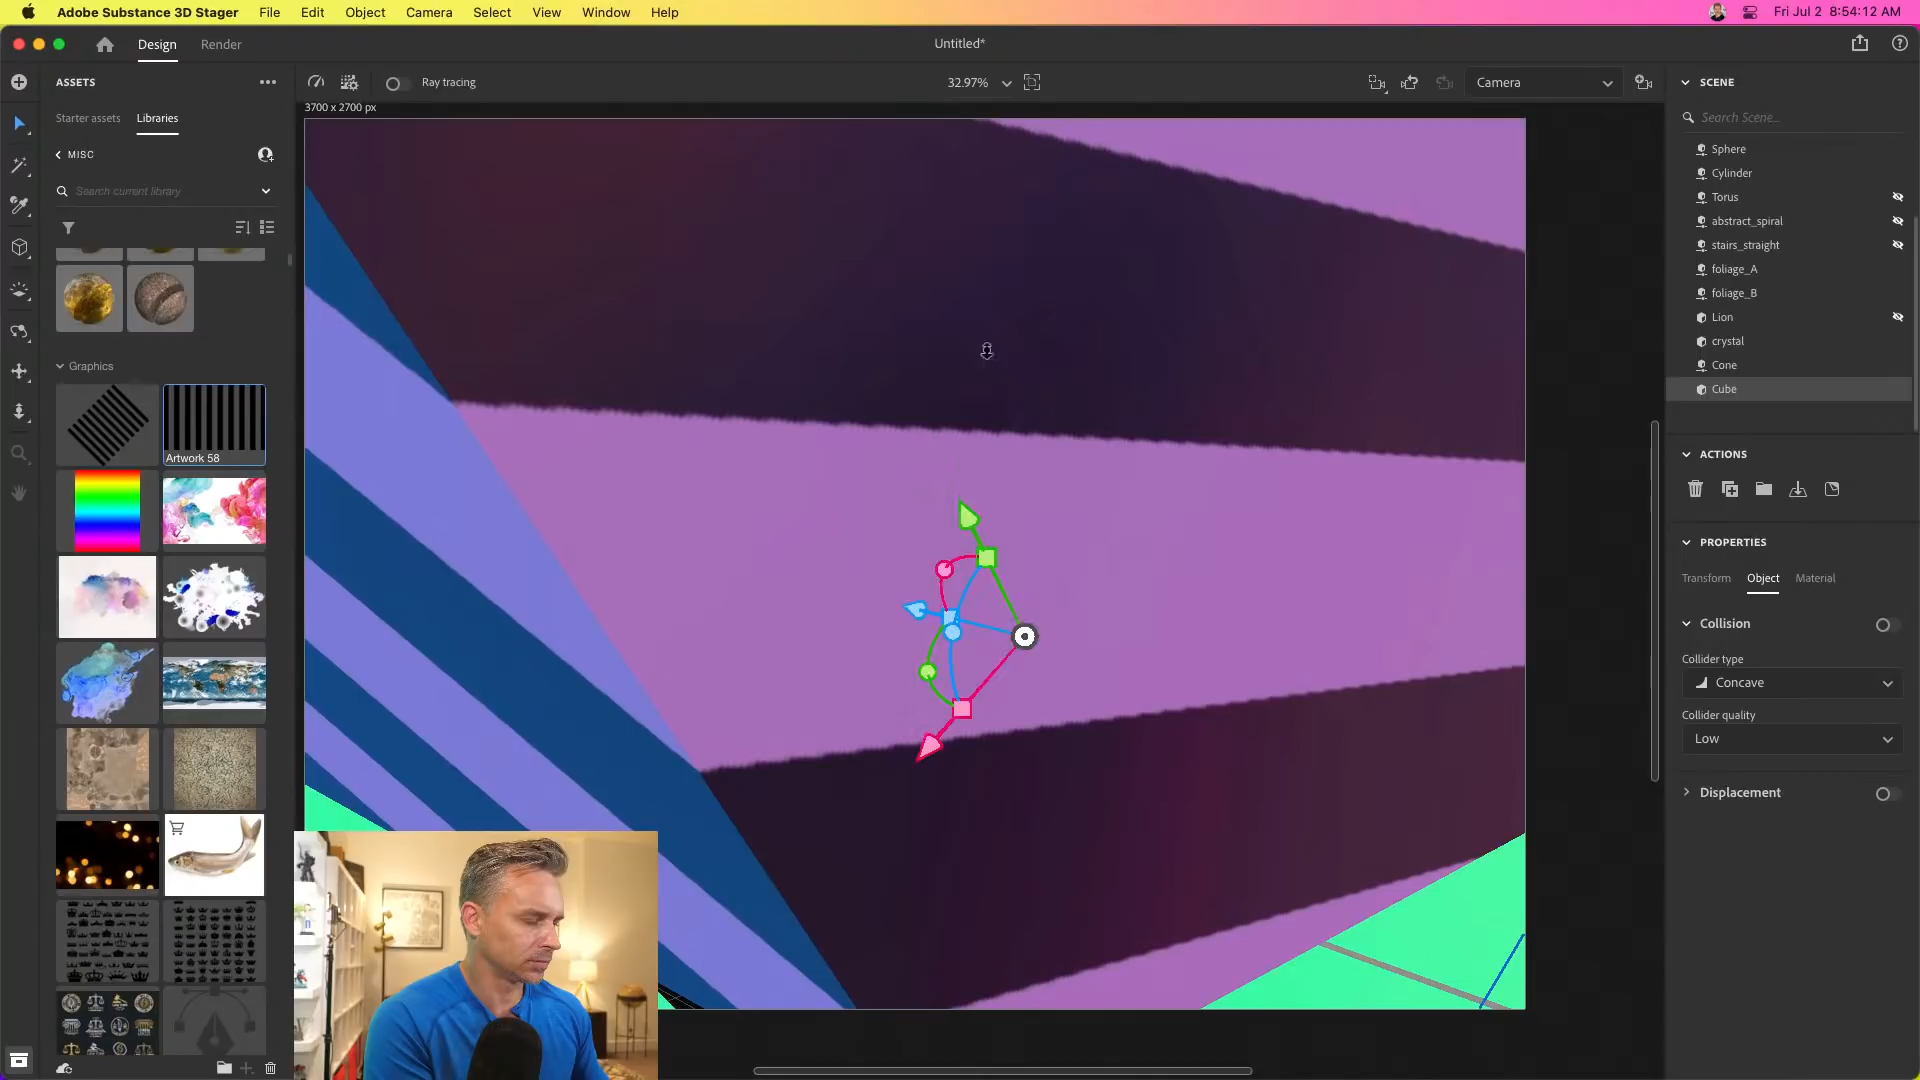 Adobe Substance 3D Stager File Edit Object Camera Select View Window Help Fri Jul 2 8:54:12 AM
Design Render Untitled*
ASSETS
Ray tracing
32.97%
Camera
3700 x 2700 px
Starter assets Libraries
MISC
Search current library
Graphics
Artwork 58
SCENE
Search Scene...
Sphere
Cylinder
Torus
abstract_spiral
stairs_straight
foliage_A
foliage_B
Lion
crystal
Cone
Cube
ACTIONS
PROPERTIES
Transform Object Material
Collision
Collider type
Concave
Collider quality
Low
Displacement